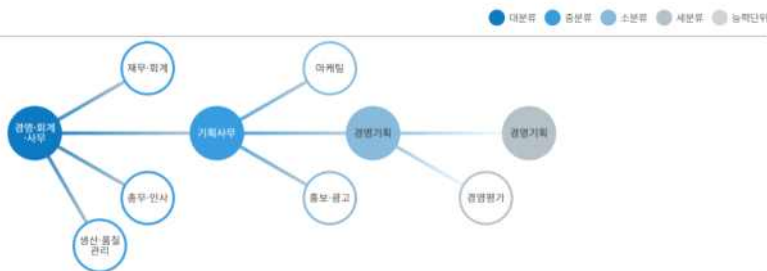 대분류 중분류 소분류 세분류 능력단위
재무·회계
마케팅
경영·회계
·사무
기획사무
경영기획
경영기획
총무·인사
홍보·광고
경영평가
생산·품질
관리